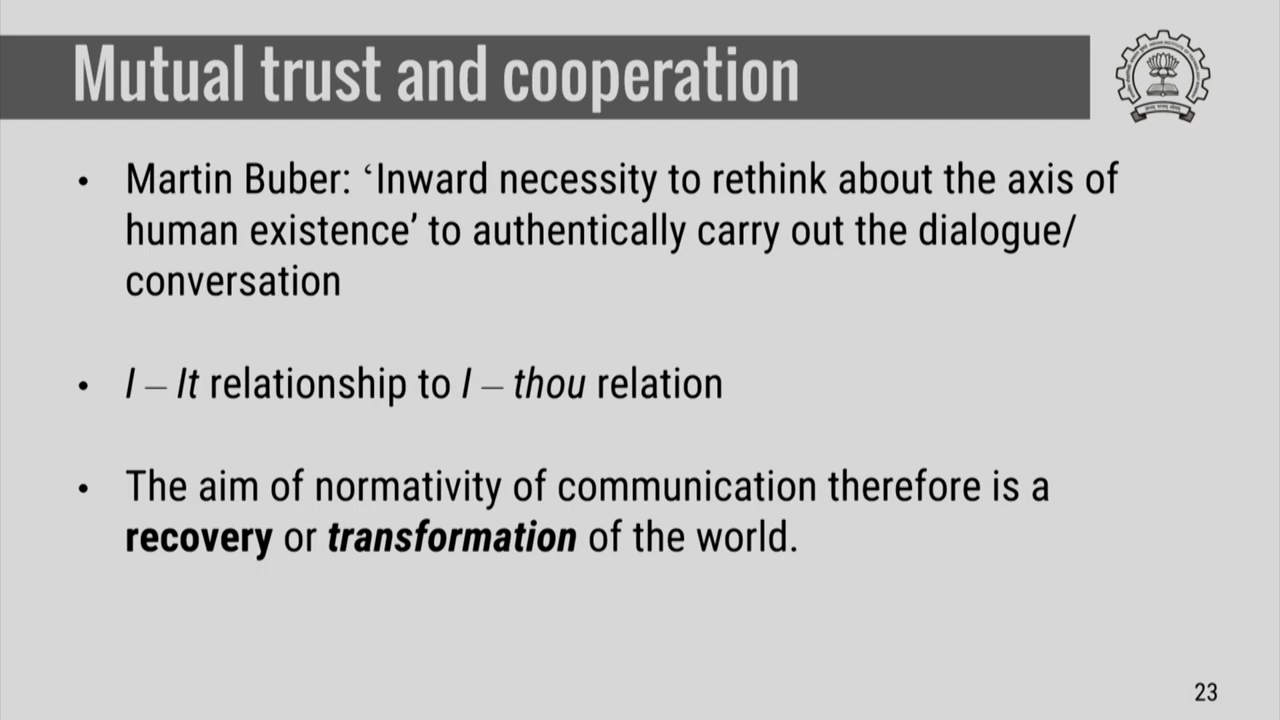 Mutual trust and cooperation
• Martin Buber: ‘Inward necessity to rethink about the axis of
human existence’ to authentically carry out the dialogue/
conversation
• I – It relationship to I – thou relation
• The aim of normativity of communication therefore is a
recovery or transformation of the world.
23